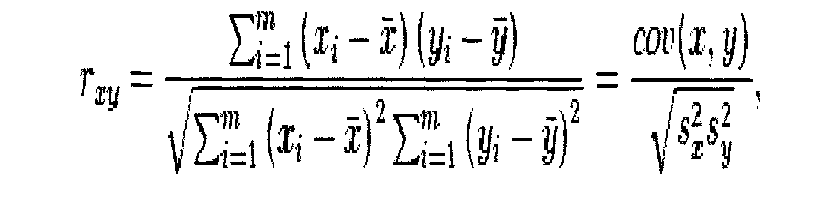 r_{xy} = \frac{\sum_{i=1}^{m} (x_i - \bar{x}) (y_i - \bar{y})}{\sqrt{\sum_{i=1}^{m} (x_i - \bar{x})^2 \sum_{i=1}^{m} (y_i - \bar{y})^2}} = \frac{cov(x, y)}{\sqrt{s_x^2 s_y^2}},